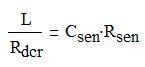 L/R_dcr = C_sen·R_sen